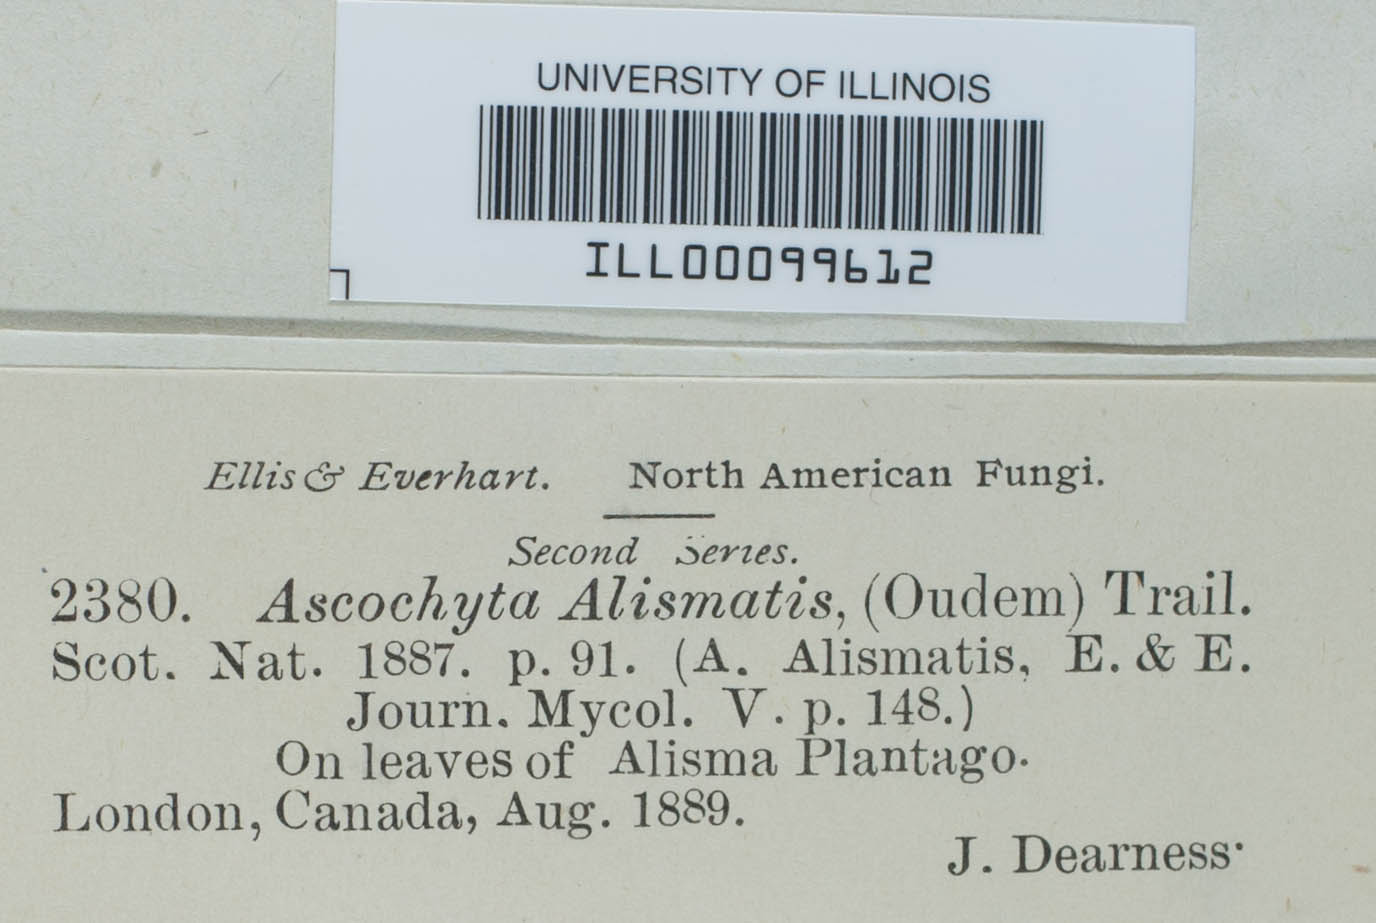 UNIVERSITY OF ILLINOIS
ILL00099612
Ellis & Everhart. North American Fungi.
Second Series.
2380. Ascochyta Alismatis, (Oudem) Trail.
Scot. Nat. 1887. p. 91. (A. Alismatis, E. & E.
Journ. Mycol. V. p. 148.)
On leaves of Alisma Plantago.
London, Canada, Aug. 1889.
J. Dearness.